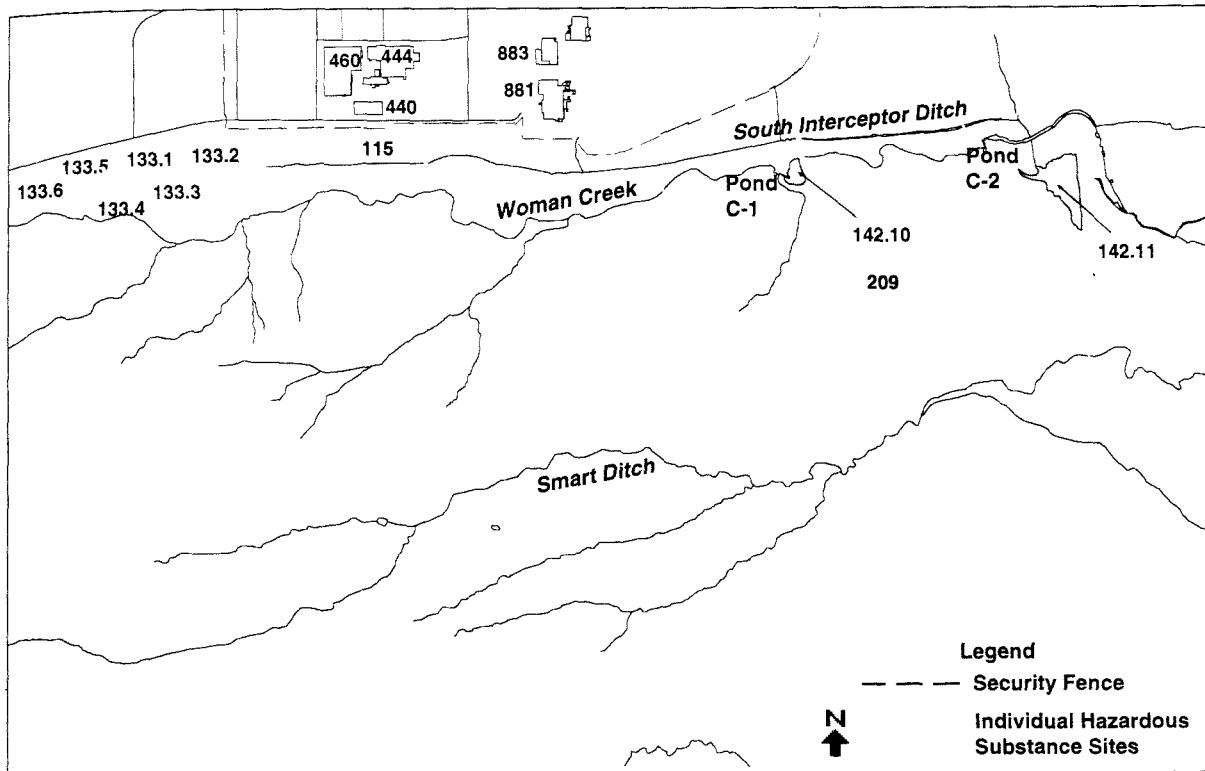 460
444
883
881
440
South Interceptor Ditch
133.5
133.1
133.2
115
133.6
133.4
133.3
Woman Creek
Pond
C-1
Pond
C-2
142.10
142.11
209
Smart Ditch
Legend
Security Fence
N
Individual Hazardous
Substance Sites